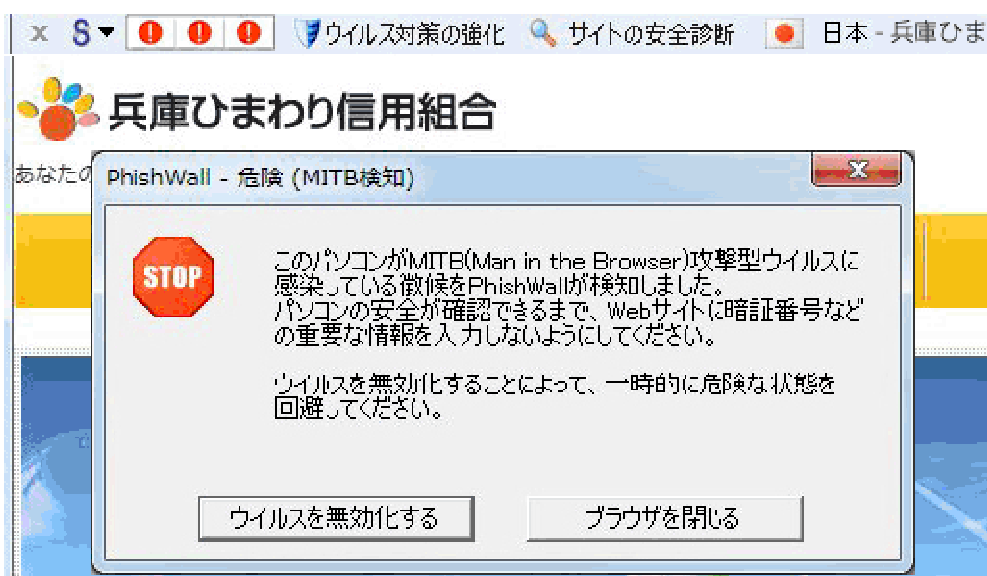 x S ウイルス対策の強化 サイトの安全診断 日本 - 兵庫ひま
兵庫ひまわり信用組合
あなたの
PhishWall - 危険 (MITB検知)
STOP
このパソコンがMITB(Man in the Browser)攻撃型ウイルスに
感染している徴候をPhishWallが検知しました。
パソコンの安全が確認できるまで、Webサイトに暗証番号など
の重要な情報を入力しないようにしてください。
ウイルスを無効化することによって、一時的に危険な状態を
回避してください。
ウイルスを無効化する ブラウザを閉じる